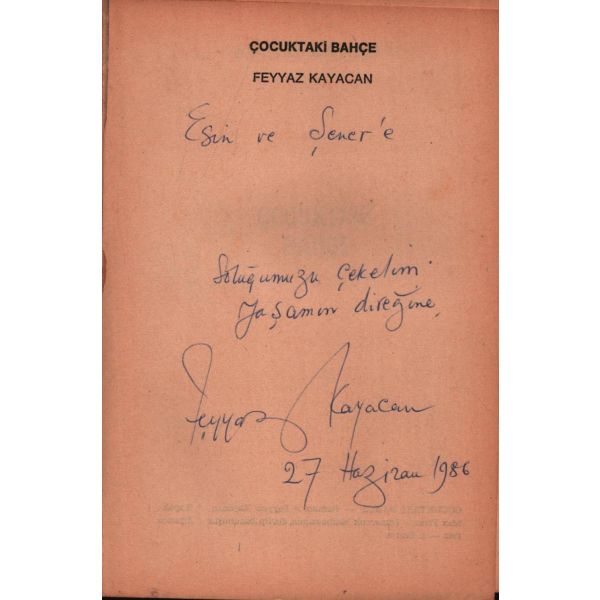 ÇOCUKTAKİ BAHÇE
FEYYAZ KAYACAN
Esin ve Şener'e
Soluğumuzu çekelim
Yaşamın direğine
Feyyaz Kayacan
27 Haziran 1986